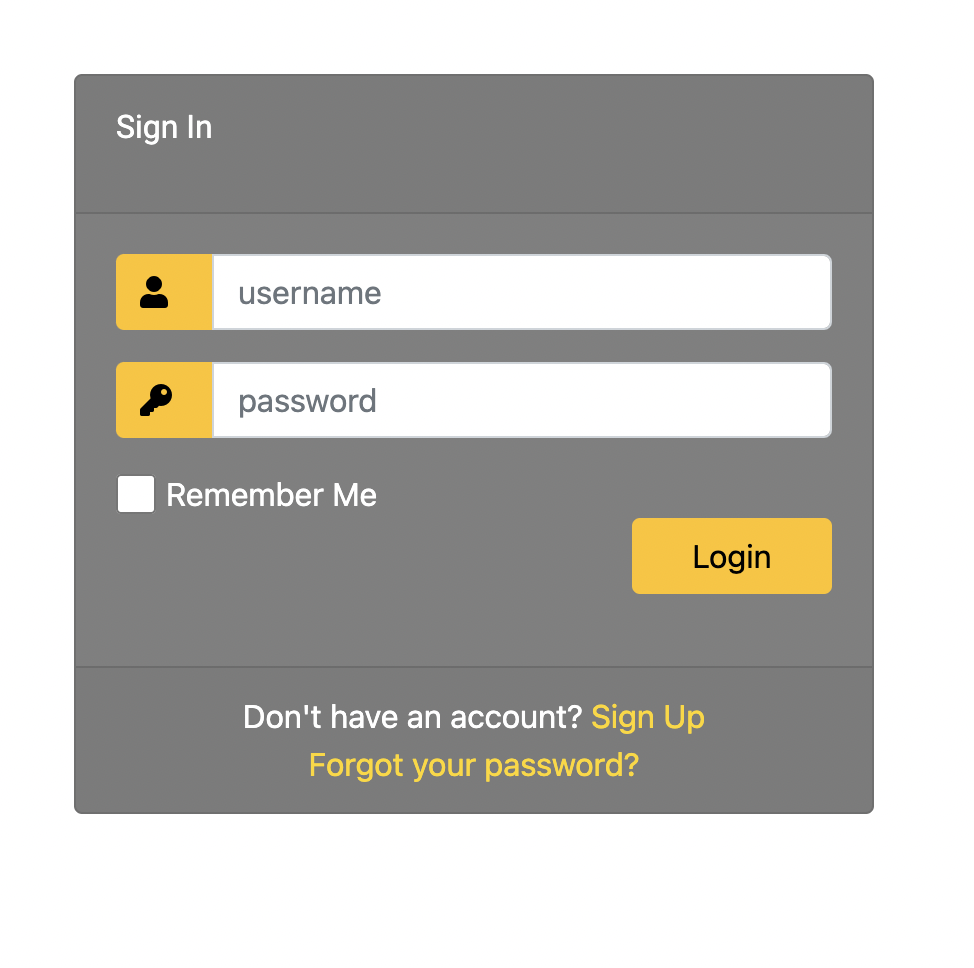 Sign In
username
password
Remember Me
Login
Don't have an account? Sign Up
Forgot your password?